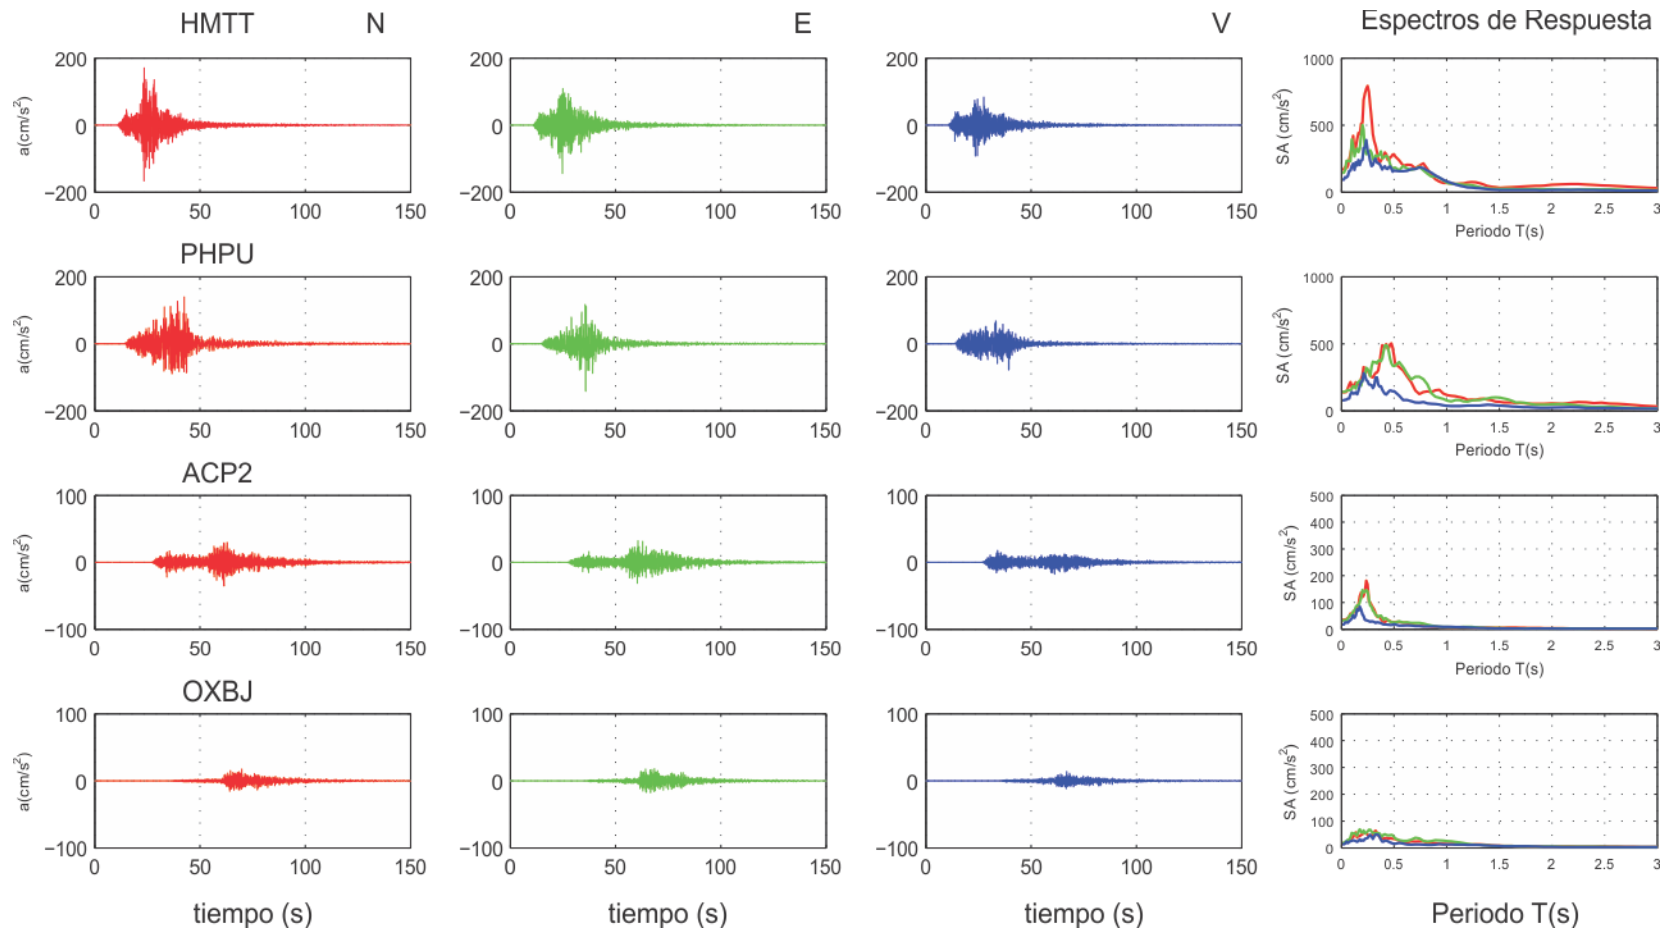 HMTT N E V Espectros de Respuesta
200 200 200 1000
a(cm/s²) 0 0 0 SA (cm/s²) 500
−200 −200 −200 0
0 50 100 150 0 50 100 150 0 50 100 150 0 0.5 1 1.5 2 2.5 3
Periodo T(s)
PHPU
200 200 200 1000
a(cm/s²) 0 0 0 SA (cm/s²) 500
−200 −200 −200 0
0 50 100 150 0 50 100 150 0 50 100 150 0 0.5 1 1.5 2 2.5 3
Periodo T(s)
ACP2
100 100 100 500
400
300
a(cm/s²) 0 0 0 SA (cm/s²)
200
100
−100 −100 −100 0
0 50 100 150 0 50 100 150 0 50 100 150 0 0.5 1 1.5 2 2.5 3
Periodo T(s)
OXBJ
100 100 100 500
400
300
a(cm/s²) 0 0 0 SA (cm/s²)
200
100
−100 −100 −100 0
0 50 100 150 0 50 100 150 0 50 100 150 0 0.5 1 1.5 2 2.5 3
tiempo (s) tiempo (s) tiempo (s) Periodo T(s)